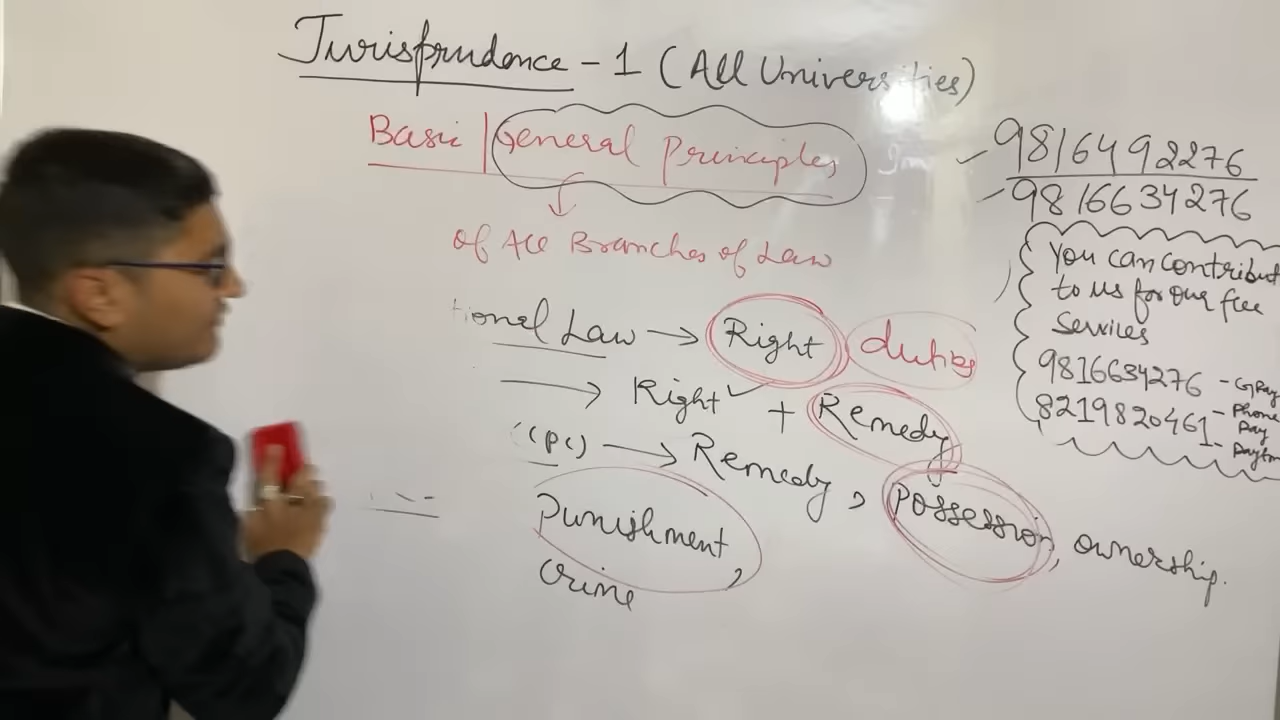 Jurisprudence - 1 (All Universities)
Basic | General Principles
of All Branches of Law
tional Law → Right duties
→ Right ✓ + Remedy
(CPC) → Remedy, Possession, ownership.
Punishment,
crime
9816492276
9816634276
You can contribut
to us for our free
Services
9816634276 - GPay
8219820461 - Phone
Pay
- Paytm